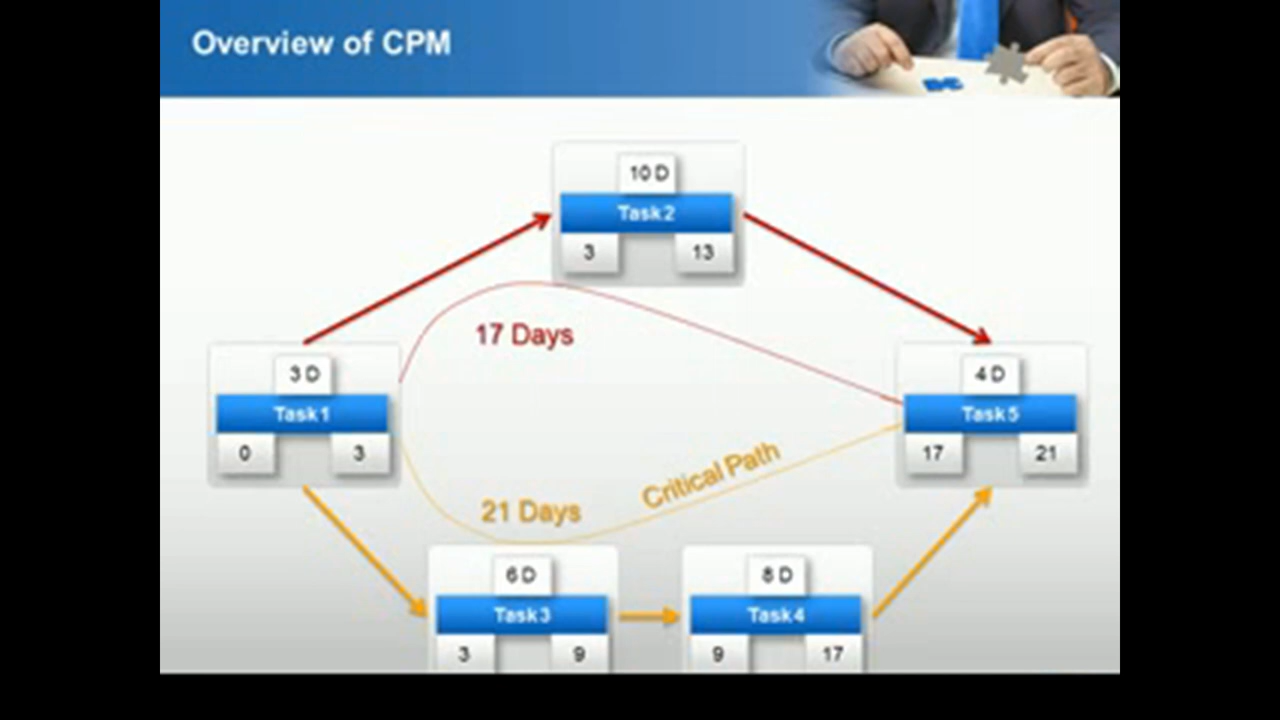 Overview of CPM
10 D
Task2
3 13
17 Days
3 D
Task1
0 3
4 D
Task5
17 21
Critical Path
21 Days
6 D
Task3
3 9
8 D
Task4
9 17